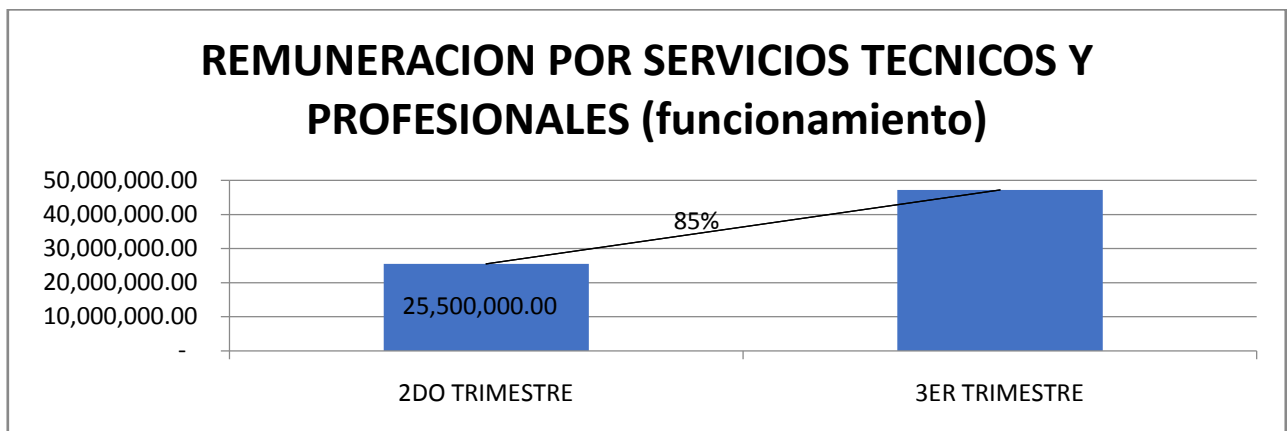 REMUNERACION POR SERVICIOS TECNICOS Y
PROFESIONALES (funcionamiento)
50,000,000.00
40,000,000.00
30,000,000.00
20,000,000.00
10,000,000.00
-
85%
25,500,000.00
2DO TRIMESTRE
3ER TRIMESTRE